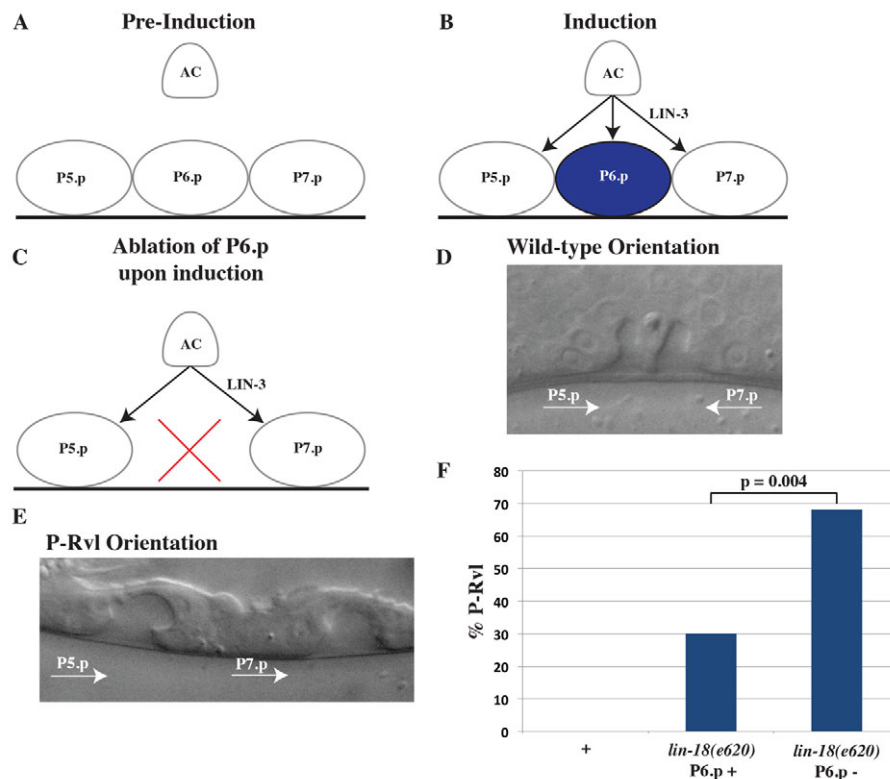 A
Pre-Induction
AC
P5.p
P6.p
P7.p
B
Induction
AC
LIN-3
P5.p
P6.p
P7.p
C
Ablation of P6.p
upon induction
AC
LIN-3
P5.p
P7.p
D
Wild-type Orientation
P5.p
P7.p
E
P-Rvl Orientation
P5.p
P7.p
F
% P-Rvl
80
70
60
50
40
30
20
10
0
p = 0.004
+
lin-18(e620)
P6.p +
lin-18(e620)
P6.p -